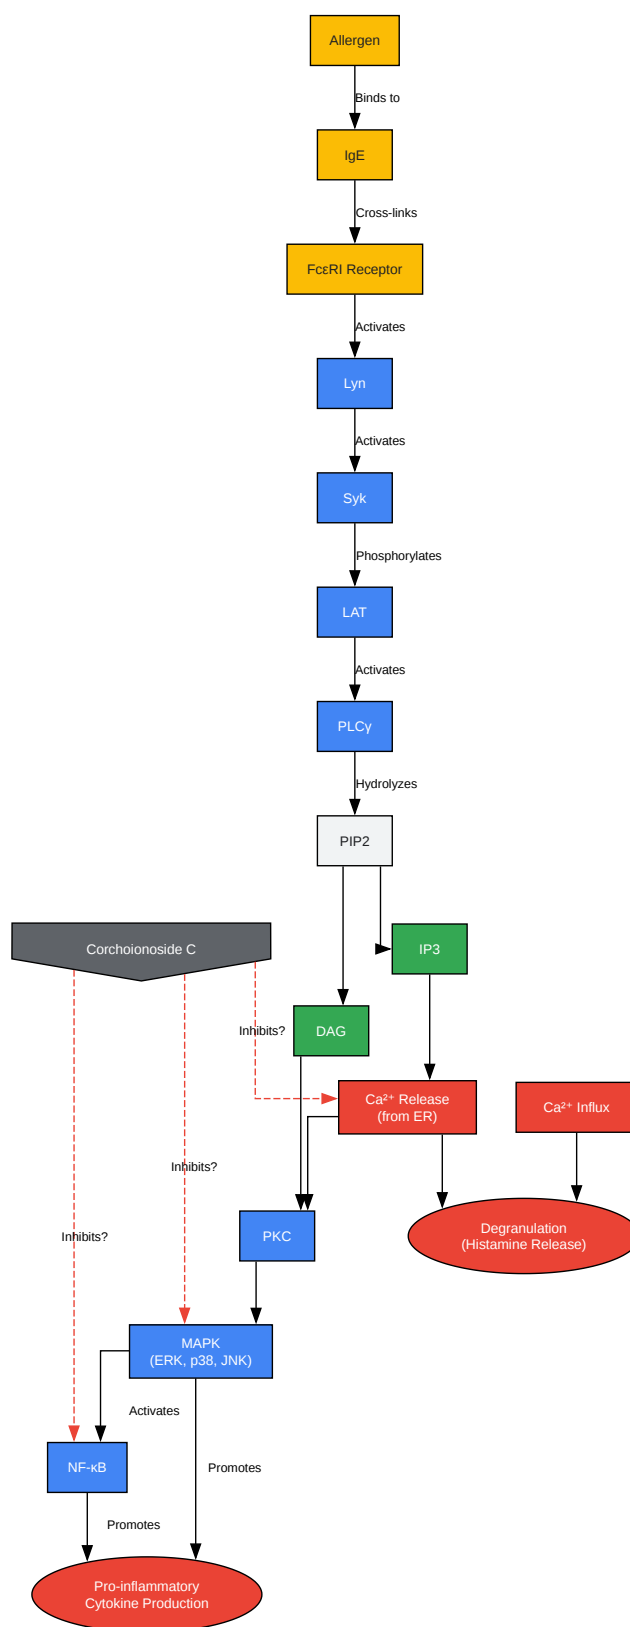 Allergen
Binds to
IgE
Cross-links
FcεRI Receptor
Activates
Lyn
Activates
Syk
Phosphorylates
LAT
Activates
PLCγ
Hydrolyzes
PIP2
Corchoionoside C
IP3
Inhibits?
DAG
Ca²⁺ Release
(from ER)
Ca²⁺ Influx
Inhibits?
Inhibits?
PKC
Degranulation
(Histamine Release)
MAPK
(ERK, p38, JNK)
Activates
NF-κB
Promotes
Promotes
Pro-inflammatory
Cytokine Production